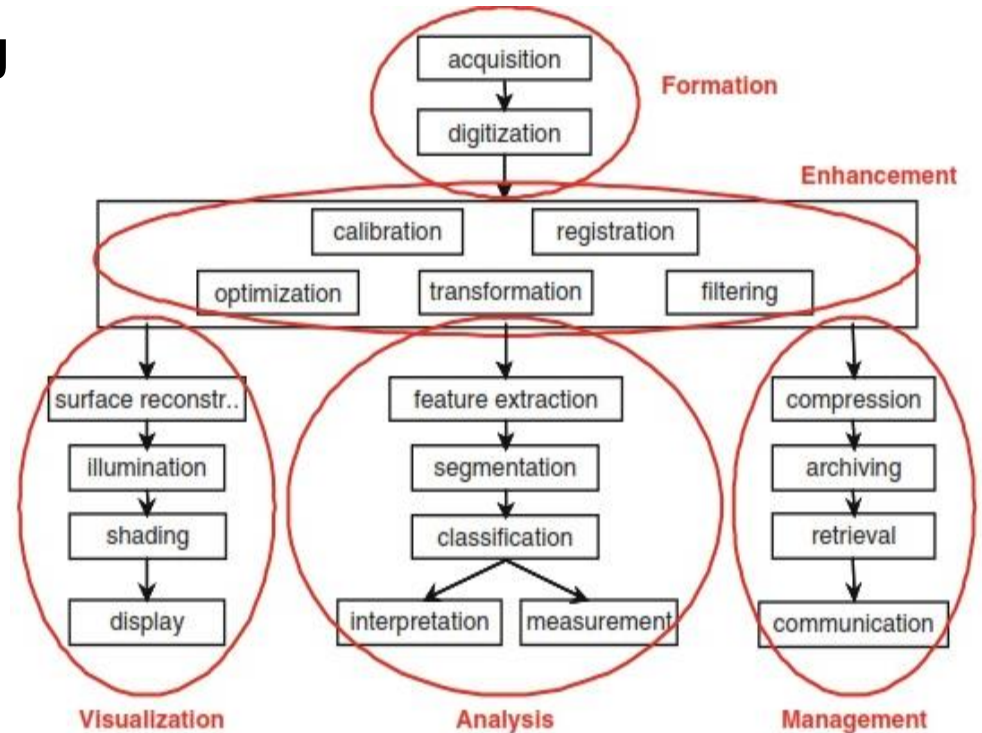 g
acquisition
Formation
digitization
Enhancement
calibration
registration
optimization
transformation
filtering
surface reconstr..
feature extraction
compression
illumination
segmentation
archiving
shading
classification
retrieval
display
interpretation
measurement
communication
Visualization
Analysis
Management